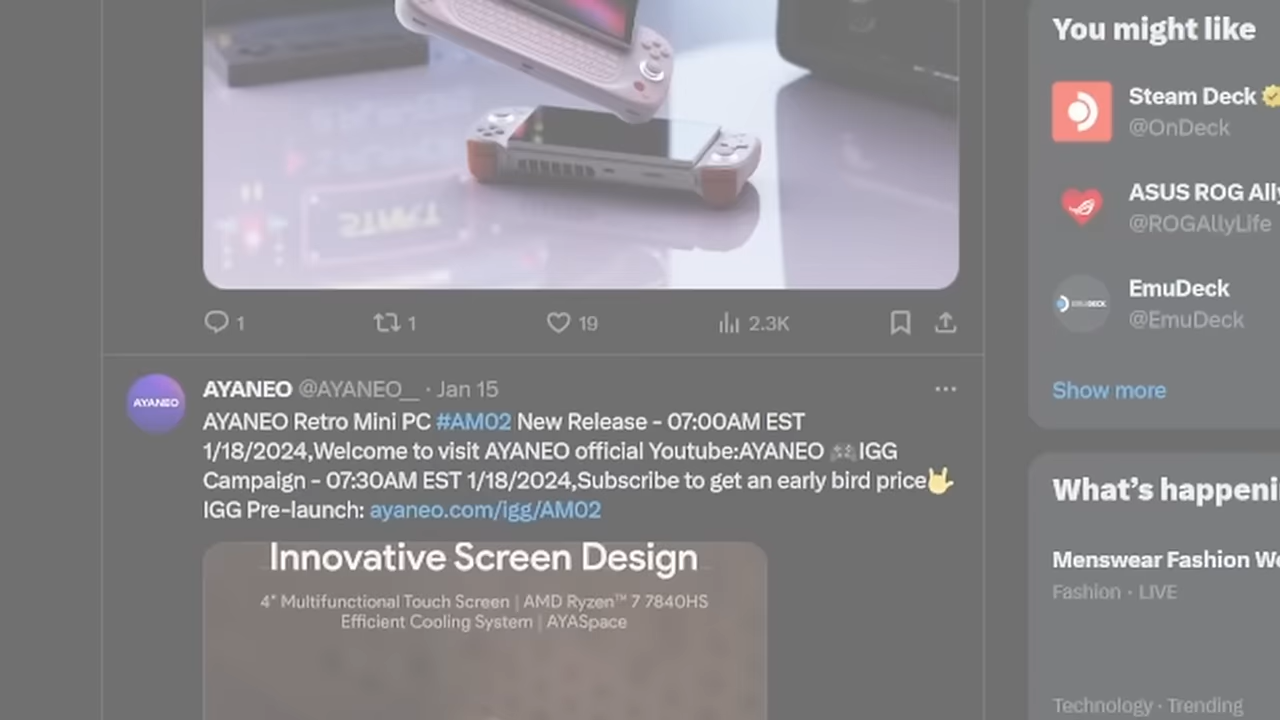 START
1
1
19
2.3K
AYANEO
AYANEO @AYANEO__ · Jan 15
AYANEO Retro Mini PC #AM02 New Release - 07:00AM EST
1/18/2024,Welcome to visit AYANEO official Youtube:AYANEO 🎮IGG
Campaign - 07:30AM EST 1/18/2024,Subscribe to get an early bird price🤟
IGG Pre-launch: ayaneo.com/igg/AM02
Innovative Screen Design
4" Multifunctional Touch Screen | AMD Ryzen™ 7 7840HS
Efficient Cooling System | AYASpace
You might like
Steam Deck
@OnDeck
ASUS ROG Ally
@ROGAllyLife
EMUDECK
EmuDeck
@EmuDeck
Show more
What's happeni
Menswear Fashion We
Fashion · LIVE
Technology · Trending